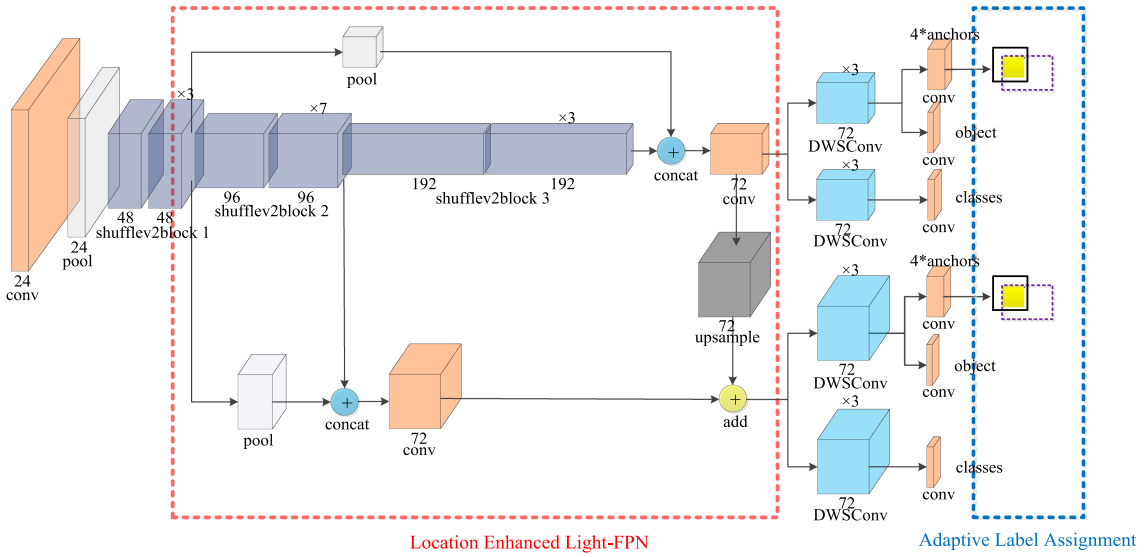 4*anchors
×3
pool
×3
×7
×3
conv
object
72
DWSConv
conv
×3
concat
72
conv
48
48
shufflev2block 1
96
96
shufflev2block 2
192
192
shufflev2block 3
classes
72
DWSConv
conv
24
pool
24
conv
×3
4*anchors
conv
72
upsample
object
72
DWSConv
conv
×3
pool
concat
72
conv
add
classes
conv
72
DWSConv
Location Enhanced Light-FPN
Adaptive Label Assignment